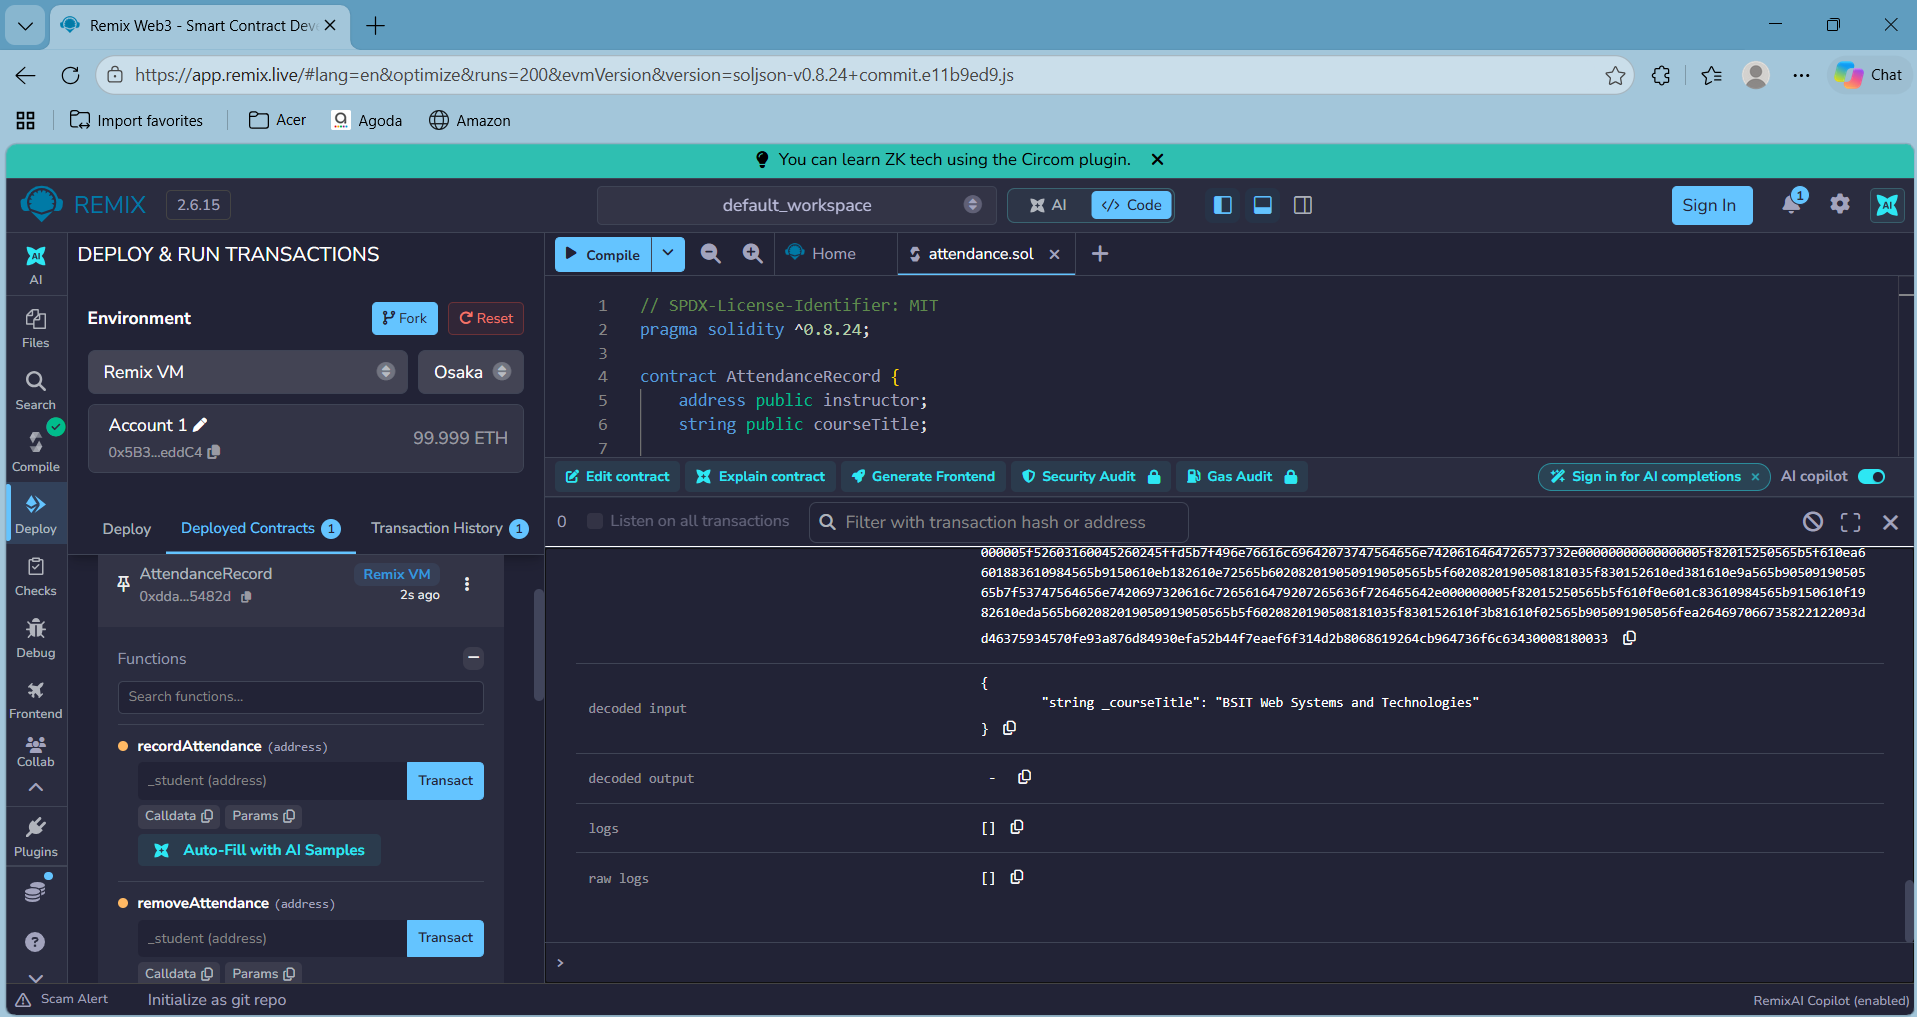 Remix Web3 - Smart Contract Deve
https://app.remix.live/#lang=en&optimize&runs=200&evmVersion&version=soljson-v0.8.24+commit.e11b9ed9.js
Chat
Import favorites
Acer
Agoda
Amazon
You can learn ZK tech using the Circom plugin.
REMIX
2.6.15
default_workspace
AI
</> Code
Sign In
1
AI
AI
AI
Files
Search
Compile
Deploy
Checks
Debug
Frontend
Collab
Plugins
DEPLOY & RUN TRANSACTIONS
Environment
Fork
Reset
Remix VM
Osaka
Account 1
0x5B3...eddC4
99.999 ETH
Deploy
Deployed Contracts 1
Transaction History 1
AttendanceRecord
Remix VM
0xdda...5482d
2s ago
Functions
Search functions...
recordAttendance (address)
_student (address)
Transact
Calldata
Params
Auto-Fill with AI Samples
removeAttendance (address)
_student (address)
Transact
Calldata
Params
Compile
Home
attendance.sol
1 // SPDX-License-Identifier: MIT
2 pragma solidity ^0.8.24;
3
4 contract AttendanceRecord {
5 address public instructor;
6 string public courseTitle;
7
Edit contract
Explain contract
Generate Frontend
Security Audit
Gas Audit
Sign in for AI completions
AI copilot
0
Listen on all transactions
Filter with transaction hash or address
d46375934570fe93a876d84930efa52b44f7eaef6f314d2b8068619264cb964736f6c63430008180033
decoded input
{
"string _courseTitle": "BSIT Web Systems and Technologies"
}
decoded output
-
logs
[]
raw logs
[]
>
Scam Alert
Initialize as git repo
RemixAI Copilot (enabled)